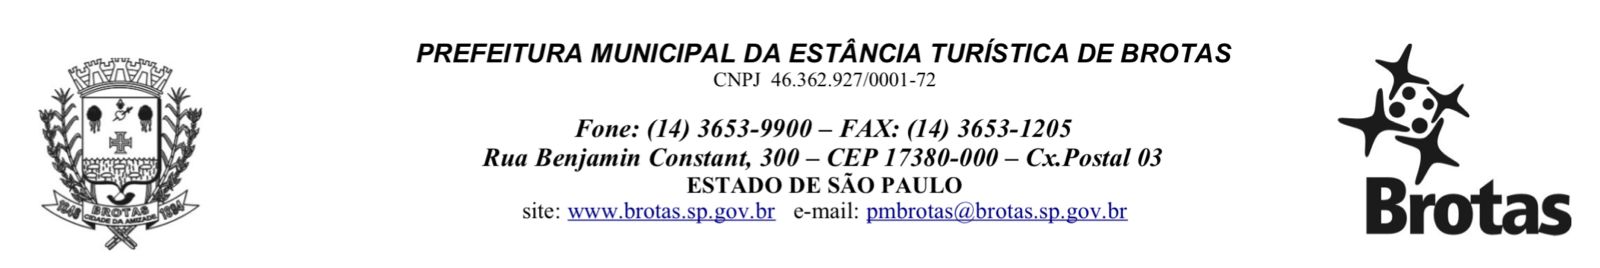 PREFEITURA MUNICIPAL DA ESTÂNCIA TURÍSTICA DE BROTAS
CNPJ 46.362.927/0001-72
Fone: (14) 3653-9900 – FAX: (14) 3653-1205
Rua Benjamin Constant, 300 – CEP 17380-000 – Cx.Postal 03
ESTADO DE SÃO PAULO
site: www.brotas.sp.gov.br e-mail: pmbrotas@brotas.sp.gov.br
BROTAS
CIDADE DA AMIZADE
Brotas